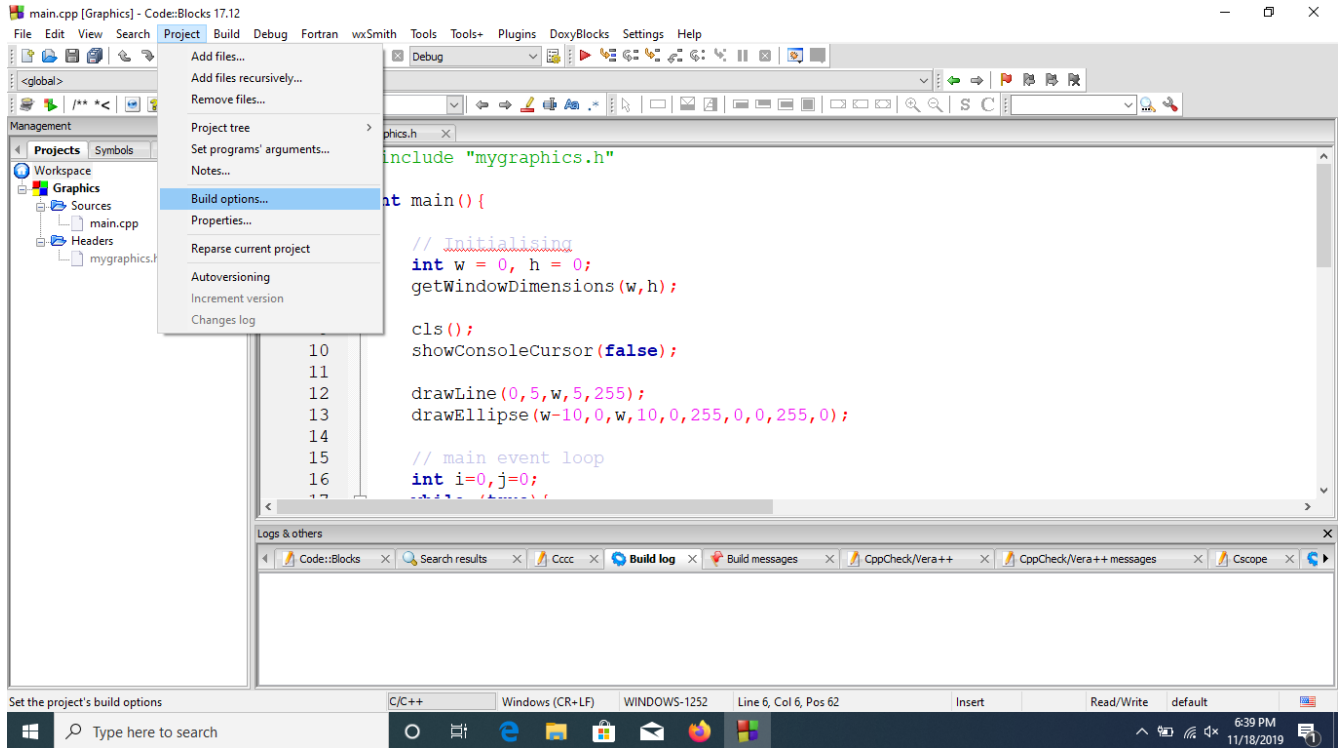 main.cpp [Graphics] - Code::Blocks 17.12
File Edit View Search Project Build Debug Fortran wxSmith Tools Tools+ Plugins DoxyBlocks Settings Help
Debug
<global>
/** *<
S C
Management
Projects Symbols
Workspace
Graphics
Sources
main.cpp
Headers
mygraphics.h
Add files...
Add files recursively...
Remove files...
Project tree
Set programs' arguments...
Notes...
Build options...
Properties...
Reparse current project
Autoversioning
Increment version
Changes log
phics.h
include "mygraphics.h"
nt main(){
// Initialising
int w = 0, h = 0;
getWindowDimensions(w,h);
cls();
10 showConsoleCursor(false);
11
12 drawLine(0,5,w,5,255);
13 drawEllipse(w-10,0,w,10,0,255,0,0,255,0);
14
15 // main event loop
16 int i=0,j=0;
17 while (true){
Logs & others
Code::Blocks Search results Cccc Build log Build messages CppCheck/Vera++ CppCheck/Vera++ messages Cscope
Set the project's build options C/C++ Windows (CR+LF) WINDOWS-1252 Line 6, Col 6, Pos 62 Insert Read/Write default
Type here to search
6:39 PM
11/18/2019
1